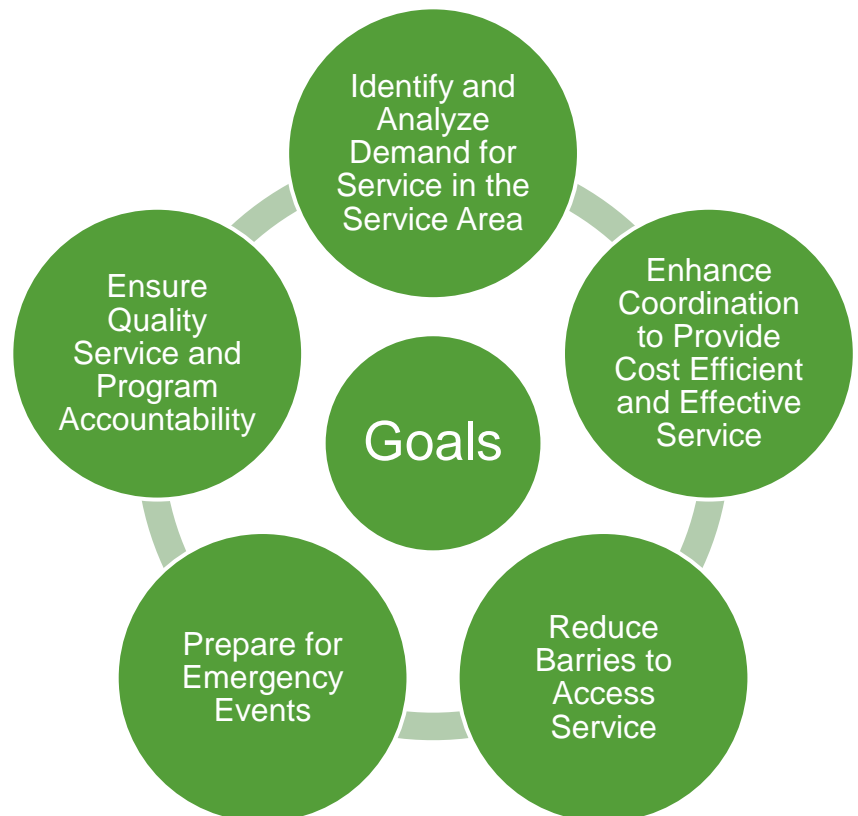 Identify and
Analyze
Demand for
Service in the
Service Area
Enhance
Coordination
to Provide
Cost Efficient
and Effective
Service
Reduce
Barries to
Access
Service
Prepare for
Emergency
Events
Ensure
Quality
Service and
Program
Accountability
Goals